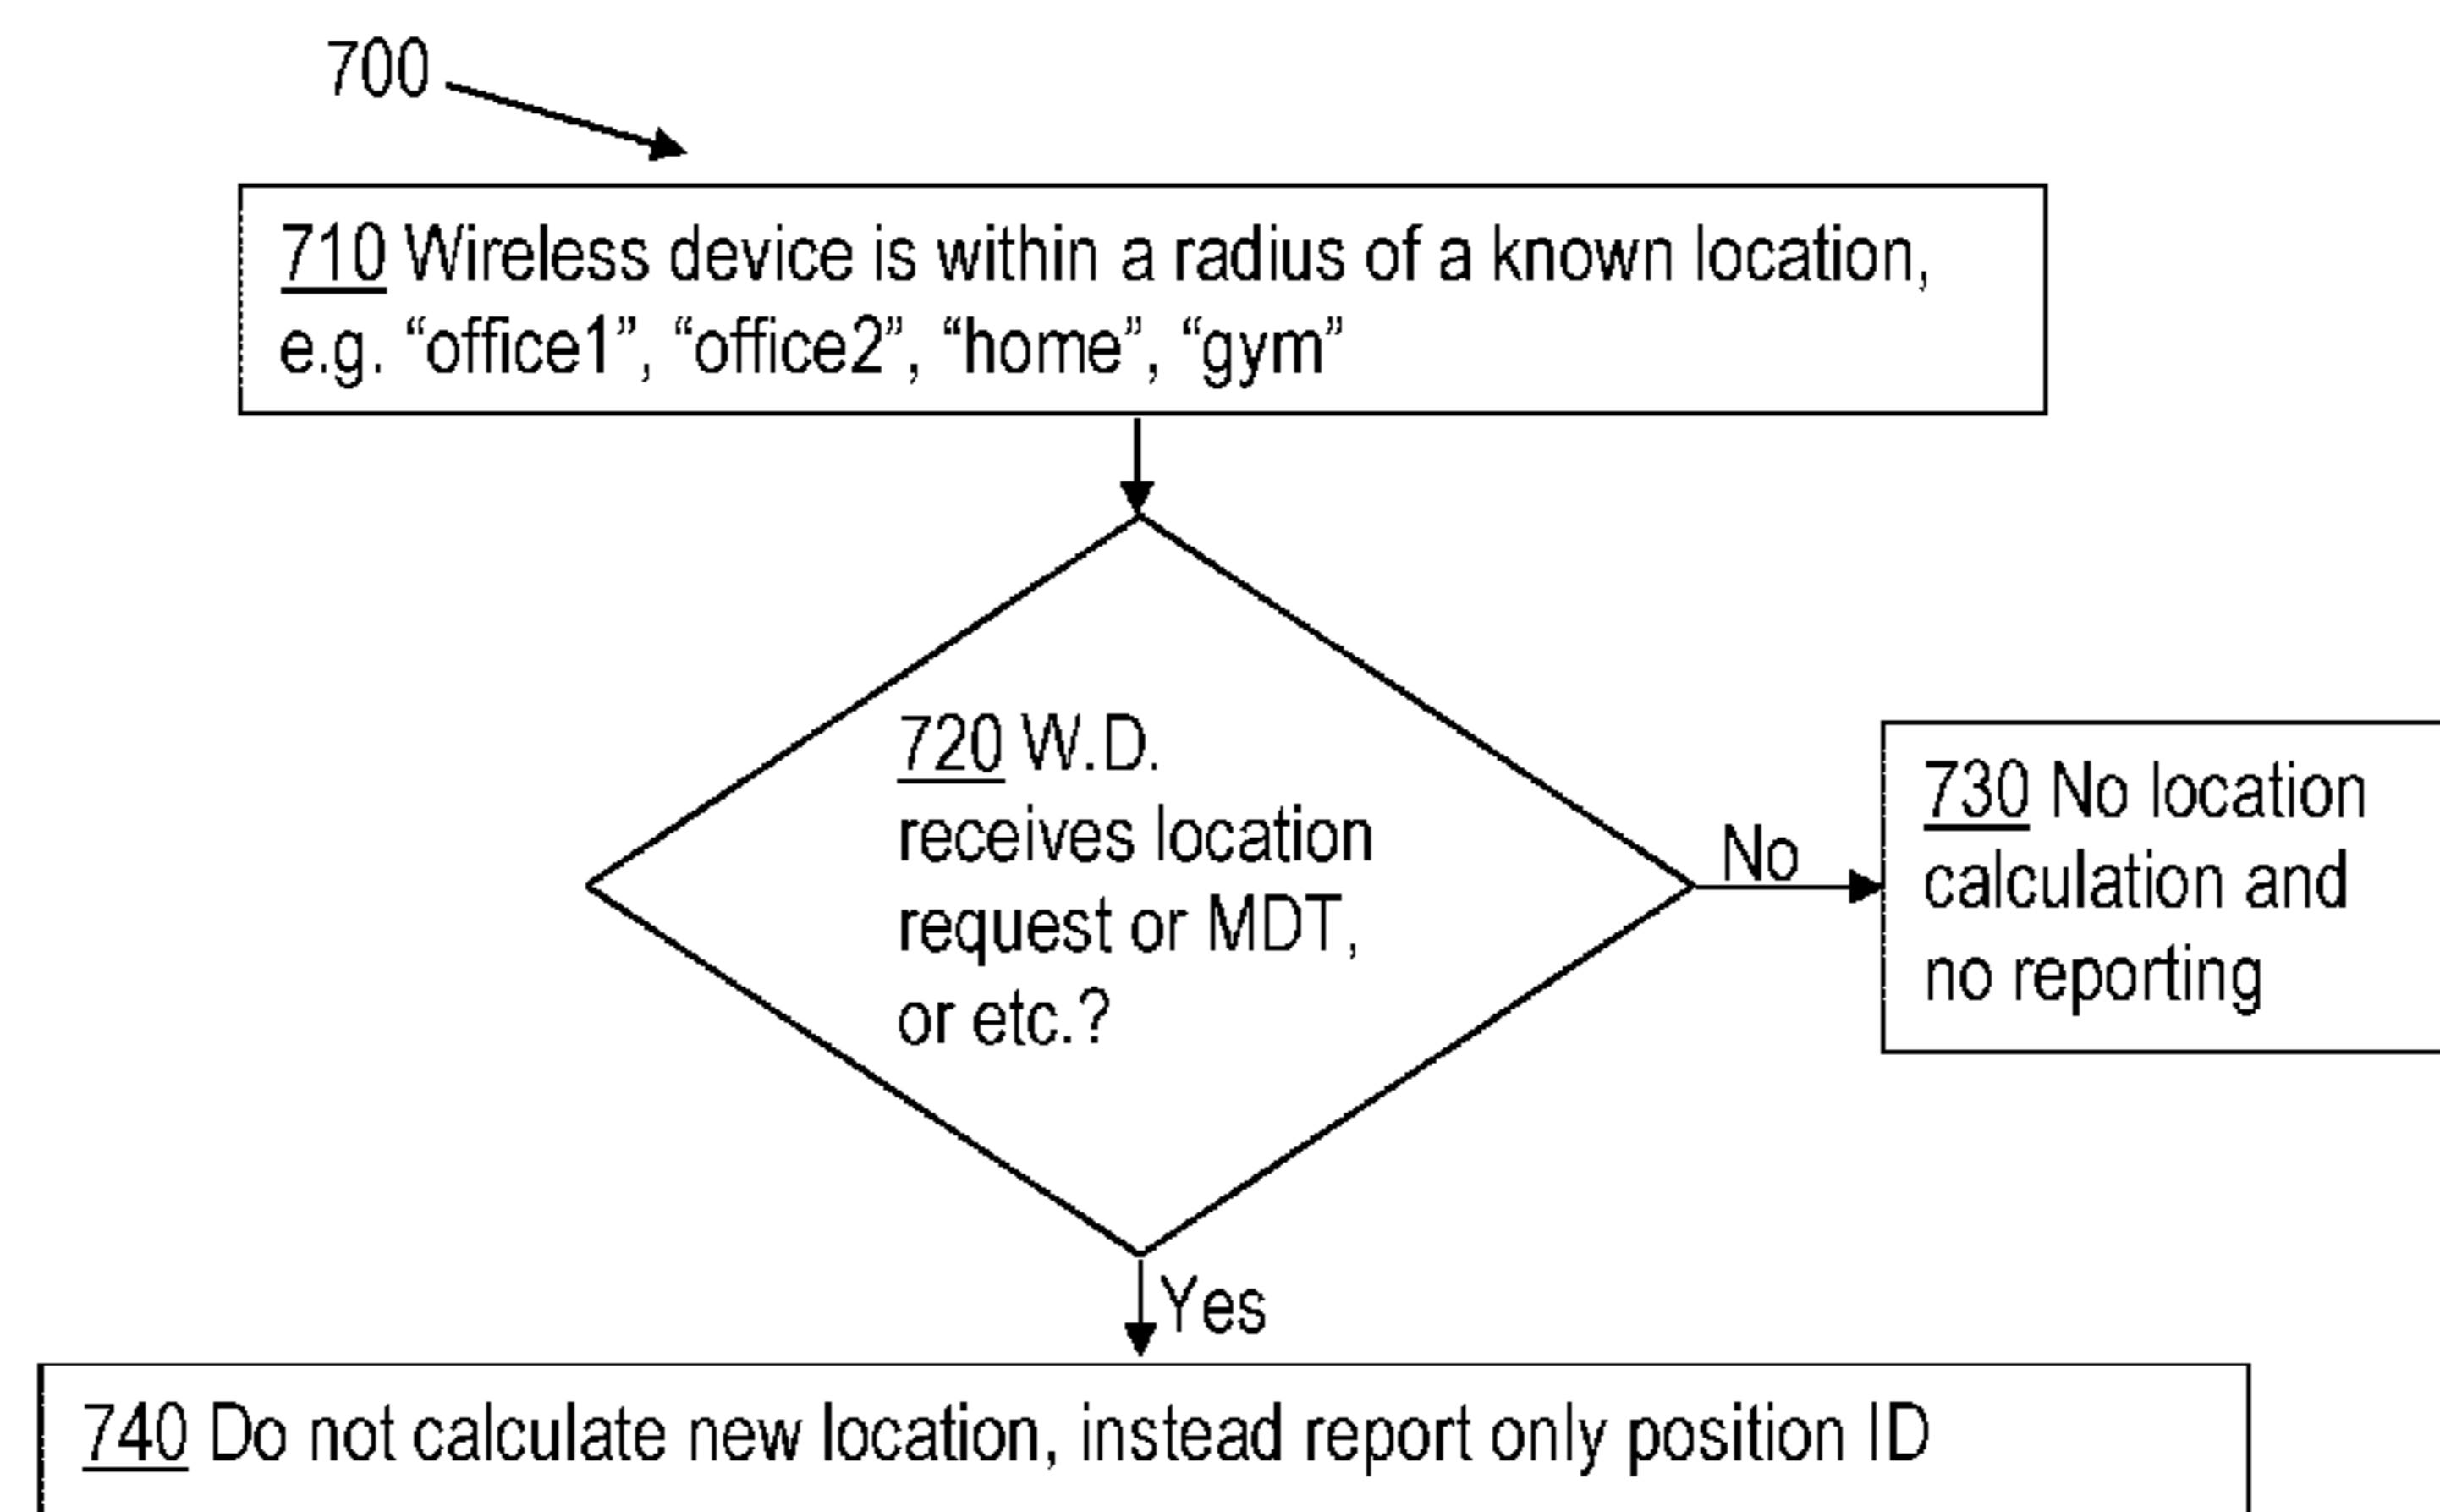 700
710 Wireless device is within a radius of a known location,
e.g. “office1”, “office2”, “home”, “gym”
720 W.D.
receives location
request or MDT,
or etc.?
No
730 No location
calculation and
no reporting
Yes
740 Do not calculate new location, instead report only position ID